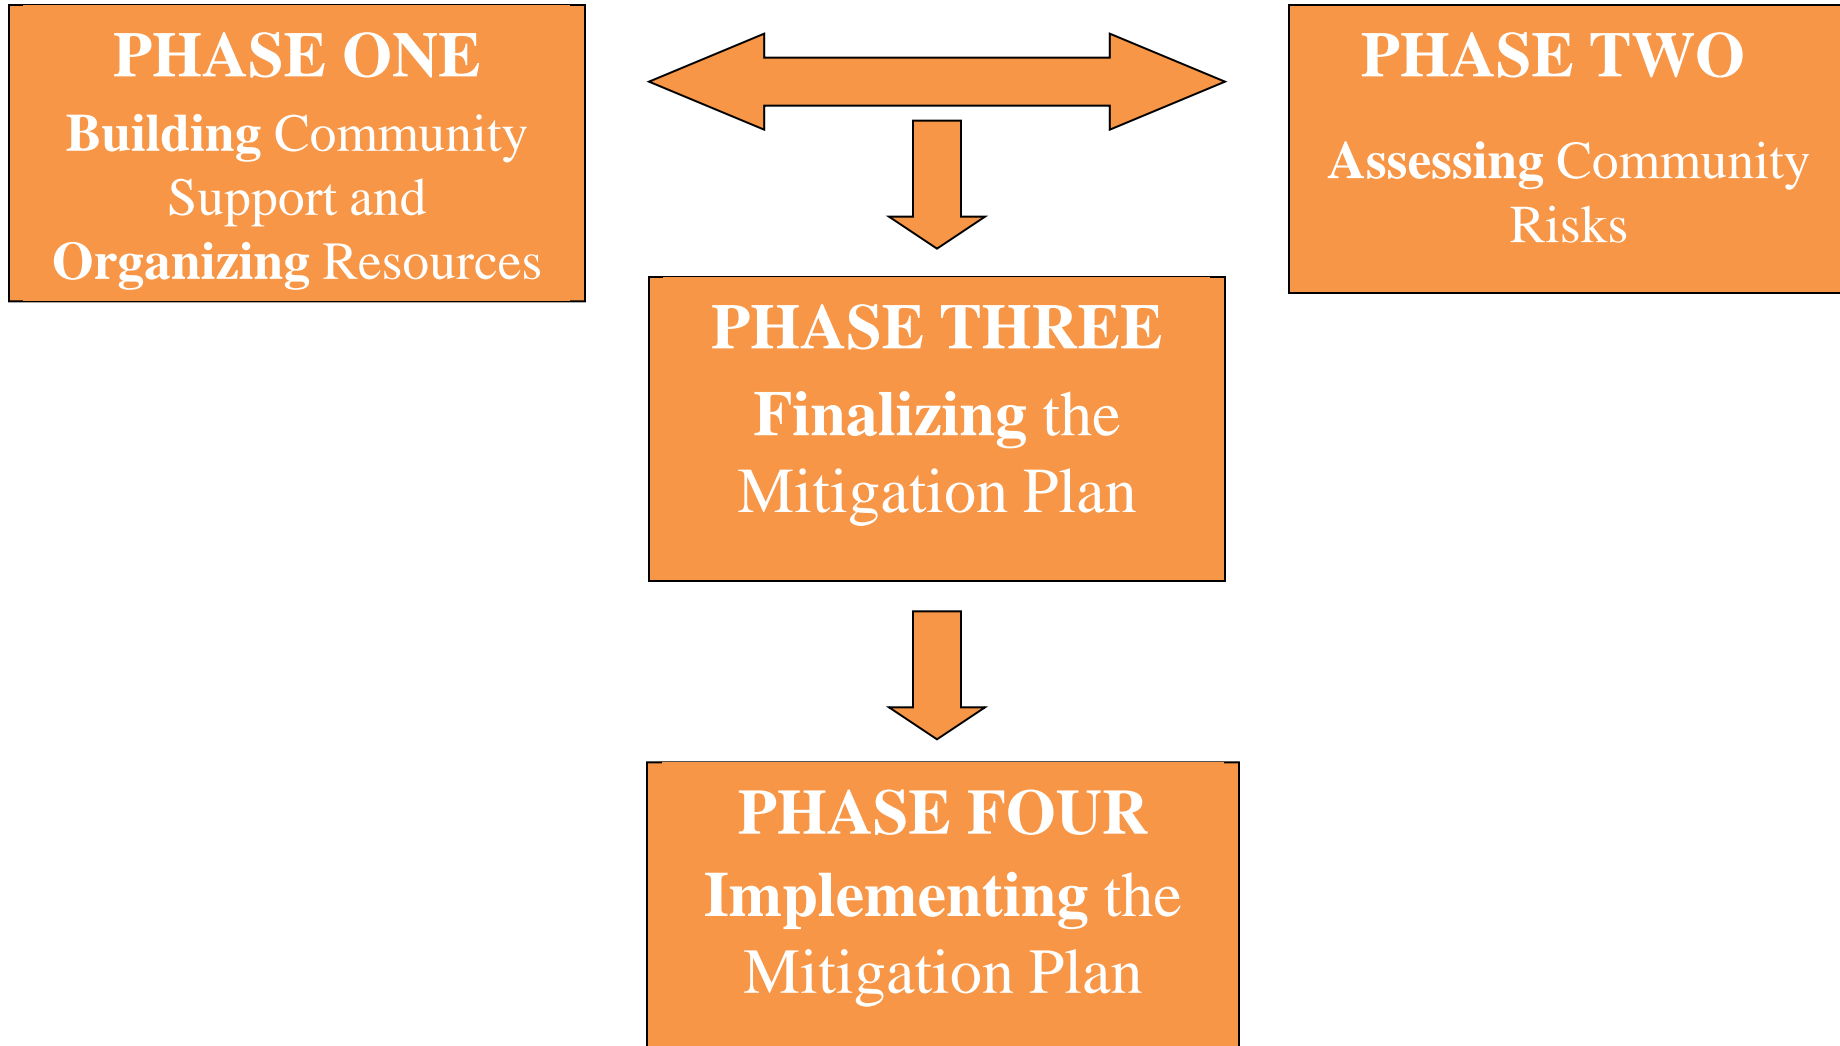 PHASE ONE
Building Community
Support and
Organizing Resources
PHASE TWO
Assessing Community
Risks
PHASE THREE
Finalizing the
Mitigation Plan
PHASE FOUR
Implementing the
Mitigation Plan